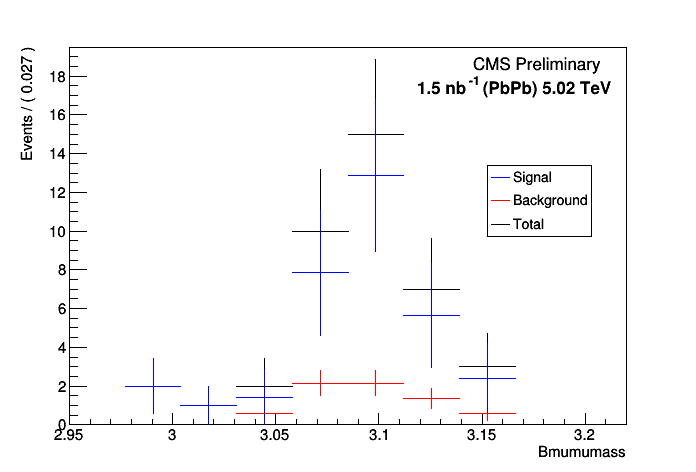 CMS Preliminary
1.5 nb-1 (PbPb) 5.02 TeV
Events / ( 0.027 )
18
16
14
12
10
8
6
4
2
0
Signal
Background
Total
2.95 3 3.05 3.1 3.15 3.2
Bmumumass